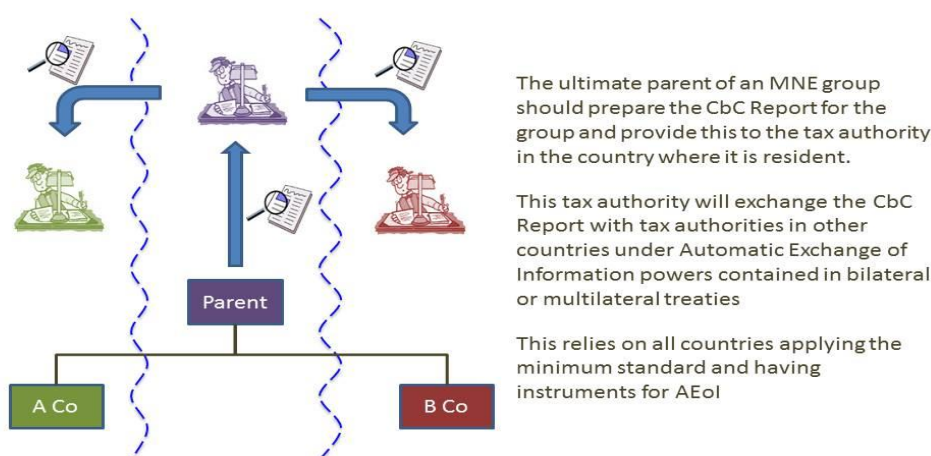 Parent
A Co
B Co
The ultimate parent of an MNE group
should prepare the CbC Report for the
group and provide this to the tax authority
in the country where it is resident.
This tax authority will exchange the CbC
Report with tax authorities in other
countries under Automatic Exchange of
Information powers contained in bilateral
or multilateral treaties
This relies on all countries applying the
minimum standard and having
instruments for AEoI